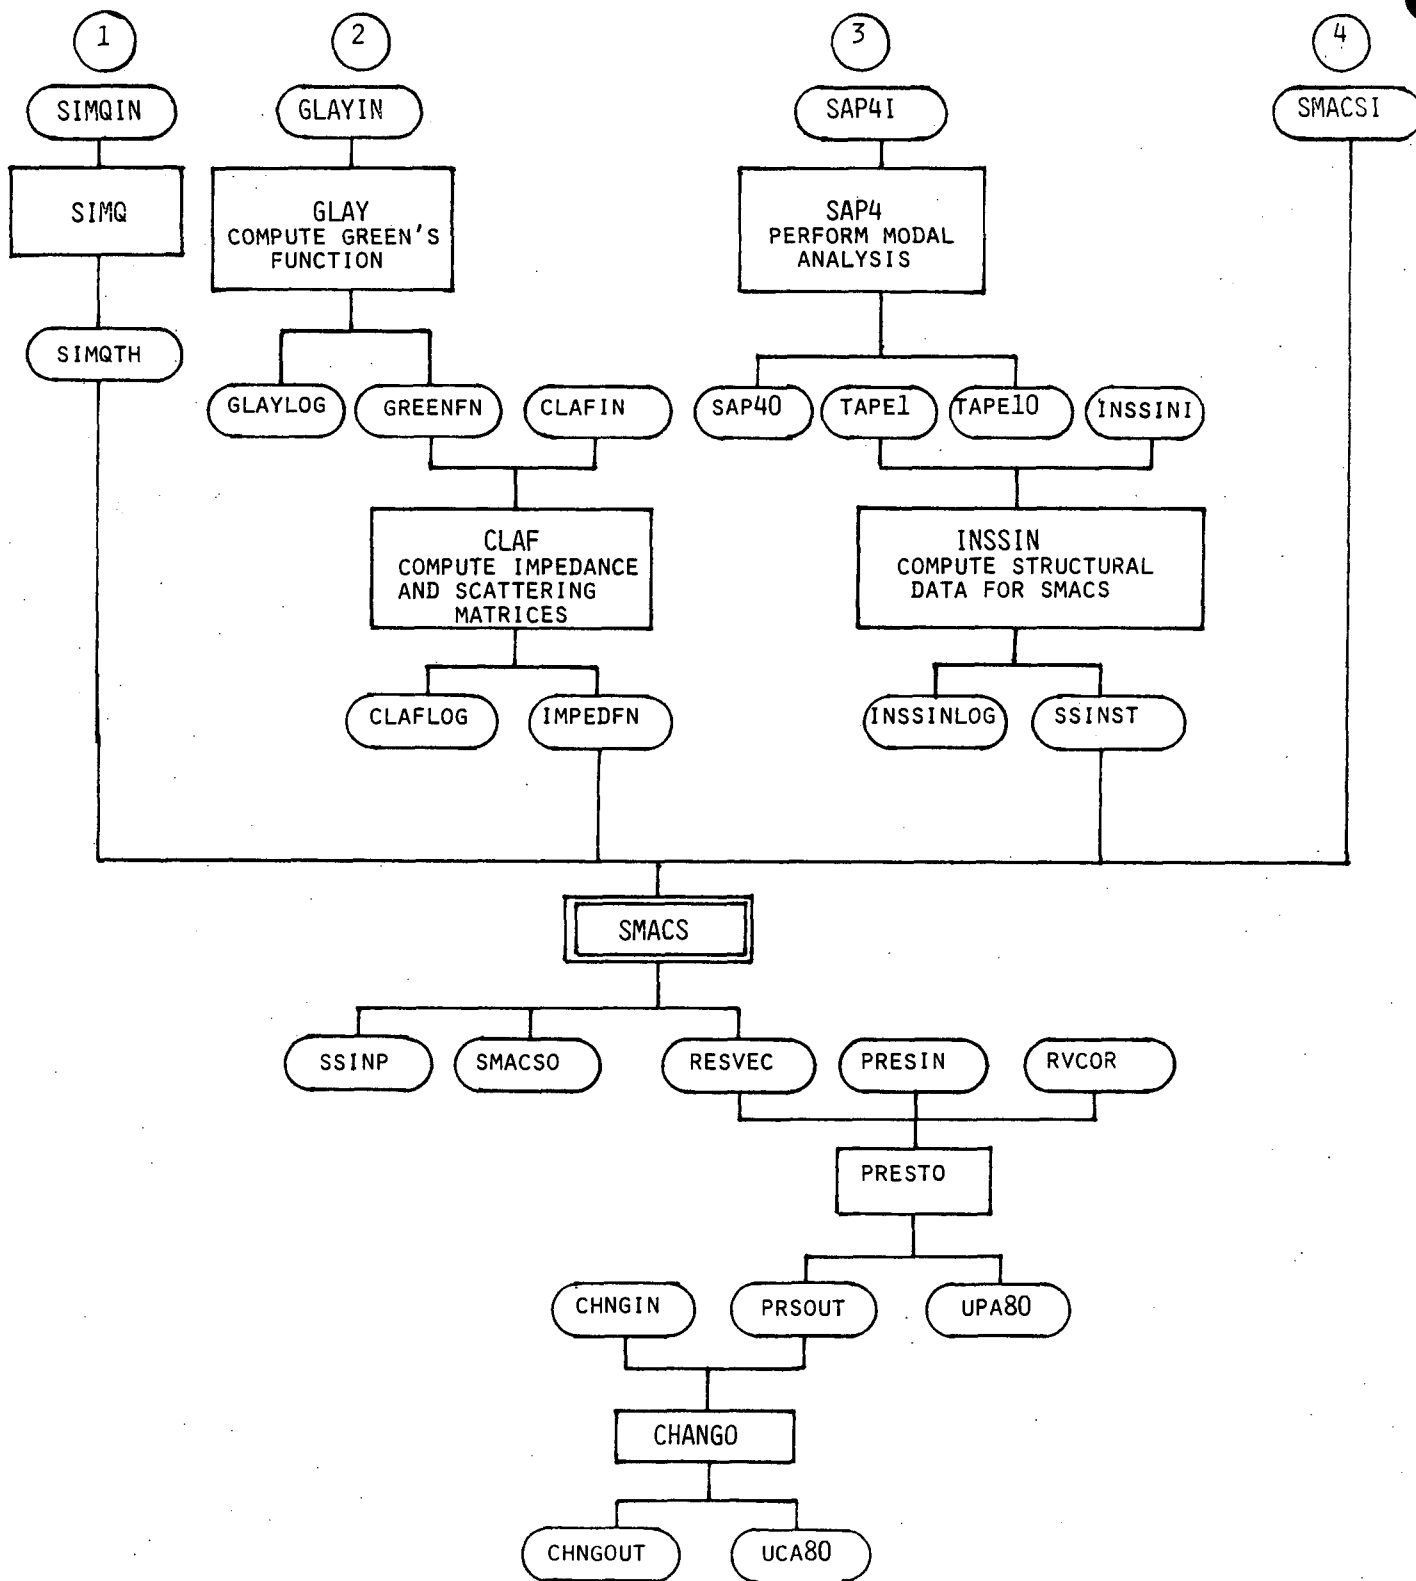 1
2
3
4
SIMQIN
GLAYIN
SAP4I
SMACSI
SIMQ
GLAY
COMPUTE GREEN'S
FUNCTION
SAP4
PERFORM MODAL
ANALYSIS
SIMQTH
GLAYLOG
GREENFN
CLAFIN
SAP4O
TAPE1
TAPE10
INSSINI
CLAF
COMPUTE IMPEDANCE
AND SCATTERING
MATRICES
INSSIN
COMPUTE STRUCTURAL
DATA FOR SMACS
CLAFLOG
IMPEDFN
INSSINLOG
SSINST
SMACS
SSINP
SMACSO
RESVEC
PRESIN
RVCOR
PRESTO
CHNGIN
PRSOUT
UPA80
CHANGO
CHNGOUT
UCA80